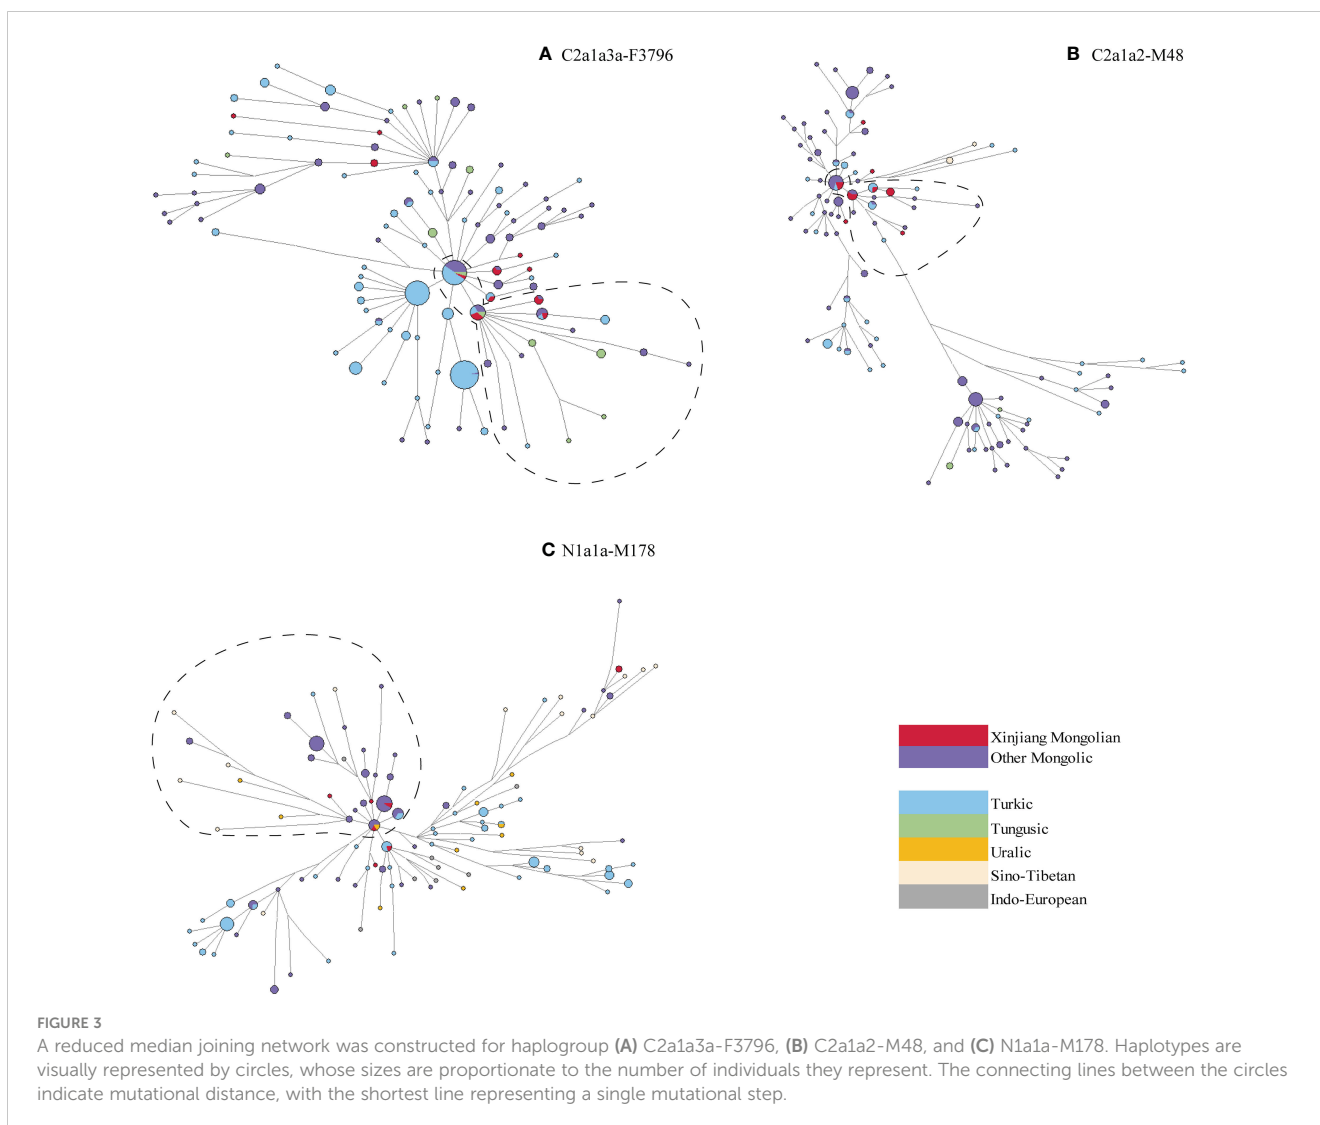 A C2a1a3a-F3796
B C2a1a2-M48
C N1a1a-M178
Xinjiang Mongolian
Other Mongolic
Turkic
Tungusic
Uralic
Sino-Tibetan
Indo-European
FIGURE 3
A reduced median joining network was constructed for haplogroup (A) C2a1a3a-F3796, (B) C2a1a2-M48, and (C) N1a1a-M178. Haplotypes are
visually represented by circles, whose sizes are proportionate to the number of individuals they represent. The connecting lines between the circles
indicate mutational distance, with the shortest line representing a single mutational step.